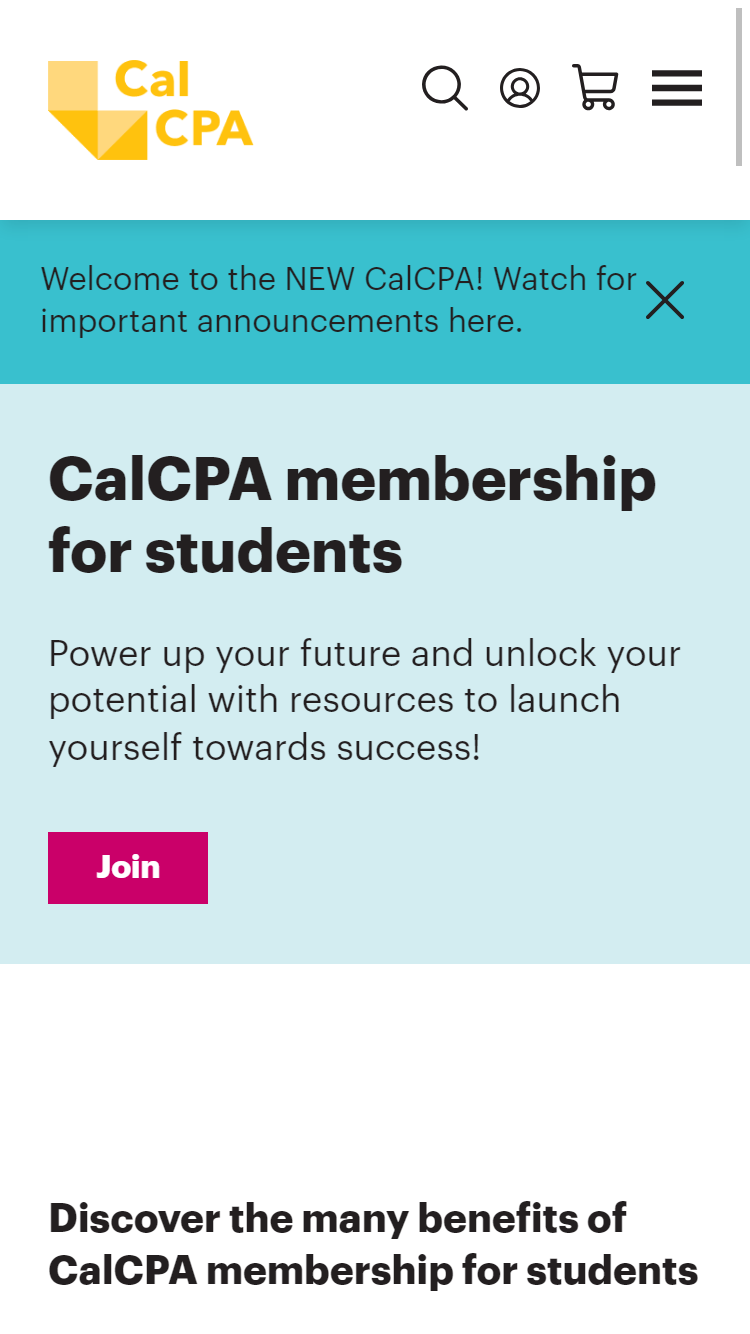 Cal
CPA
Welcome to the NEW CalCPA! Watch for
important announcements here.
CalCPA membership
for students
Power up your future and unlock your
potential with resources to launch
yourself towards success!
Join
Discover the many benefits of
CalCPA membership for students